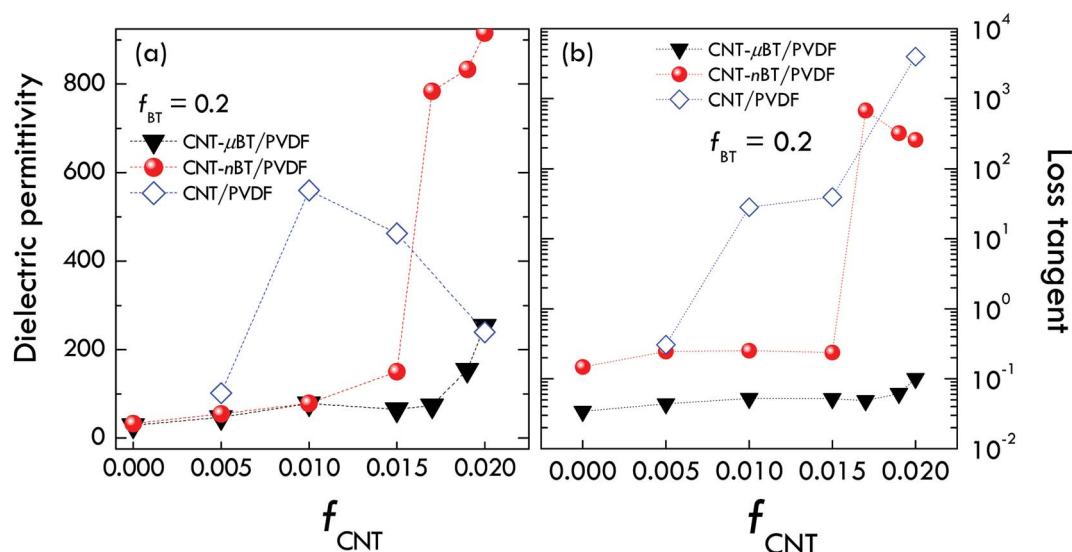 (a)
f_BT = 0.2
CNT-μBT/PVDF
CNT-nBT/PVDF
CNT/PVDF
Dielectric permittivity
800
600
400
200
0
0.000 0.005 0.010 0.015 0.020
f_CNT
(b)
CNT-μBT/PVDF
CNT-nBT/PVDF
CNT/PVDF
f_BT = 0.2
10^4
10^3
10^2
10^1
10^0
10^-1
10^-2
Loss tangent
0.000 0.005 0.010 0.015 0.020
f_CNT